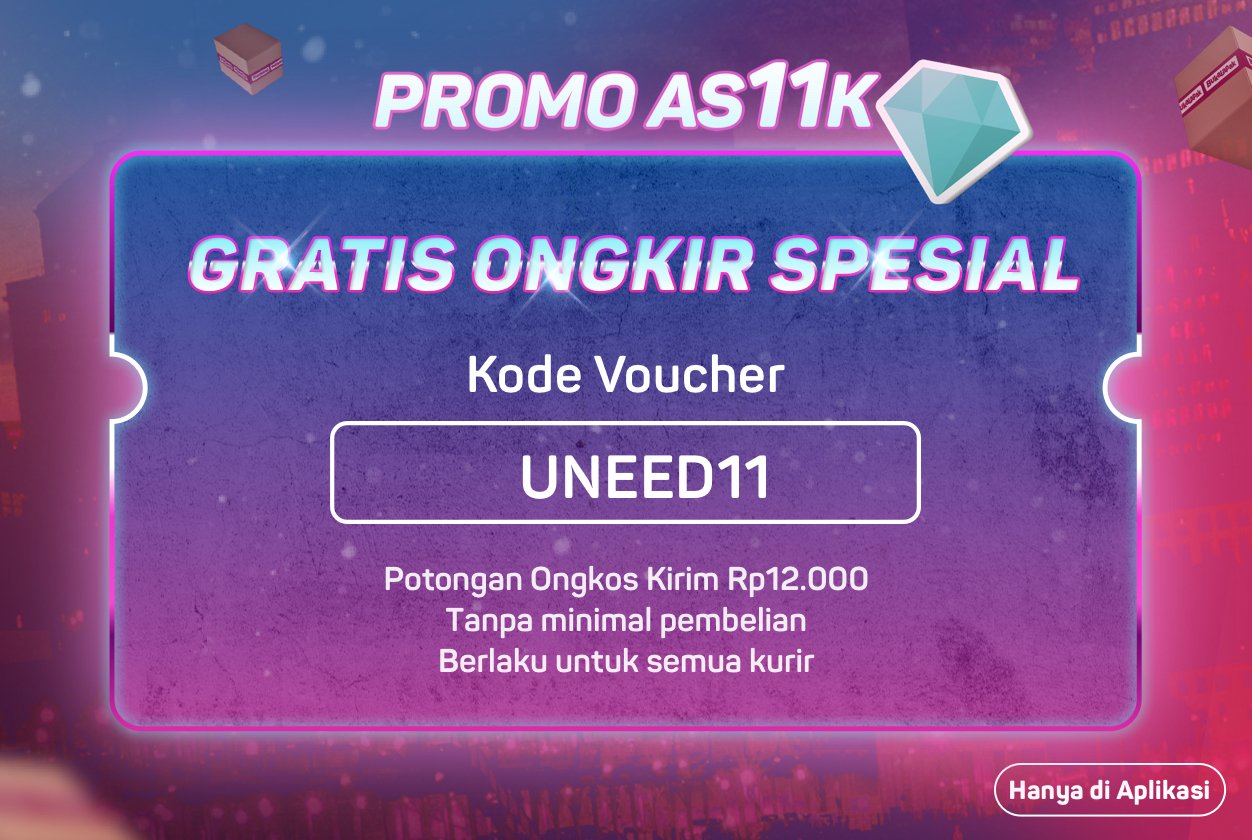 PROMO AS11K
GRATIS ONGKIR SPESIAL
Kode Voucher
UNEED11
Potongan Ongkos Kirim Rp12.000
Tanpa minimal pembelian
Berlaku untuk semua kurir
Hanya di Aplikasi